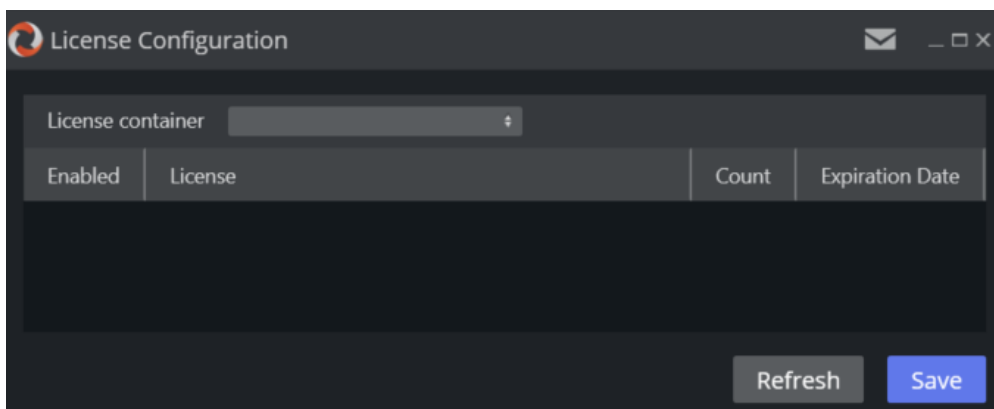 License Configuration
License container
Enabled License Count Expiration Date
Refresh Save